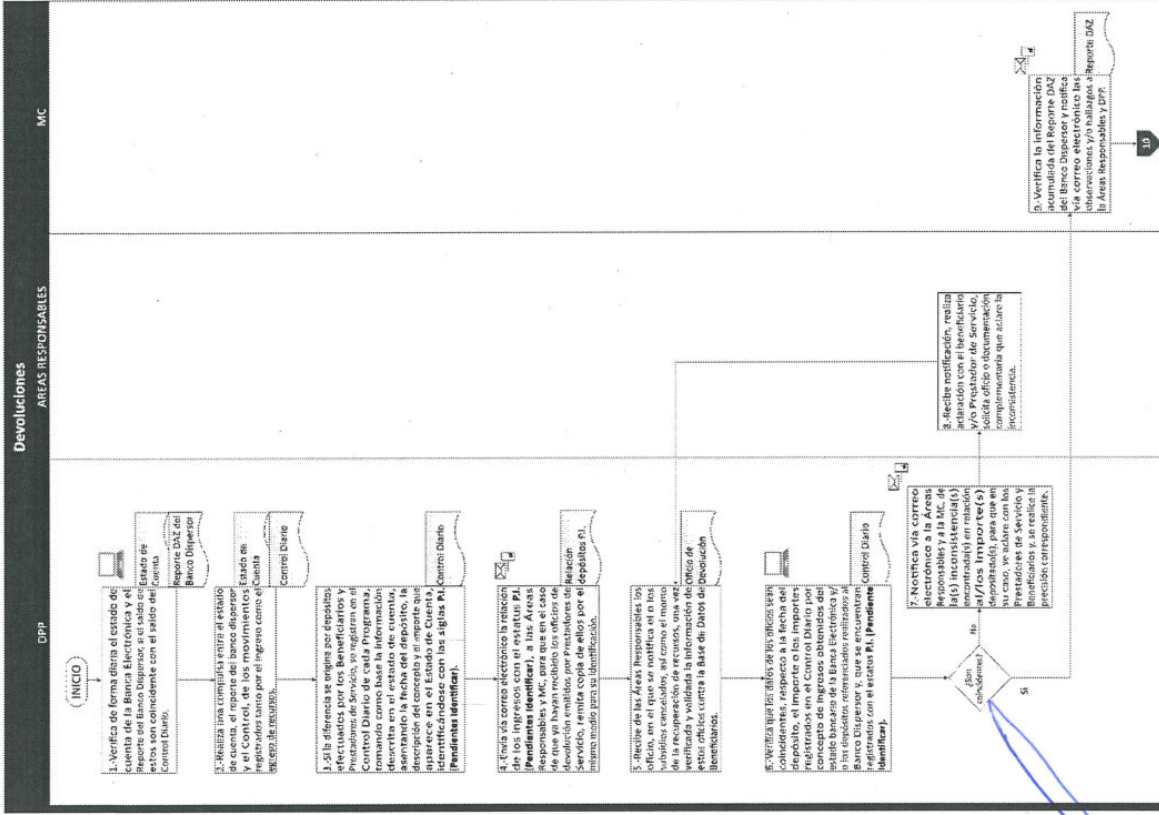 Devoluciones
DPP
AREAS RESPONSABLES
MC
INICIO
1.-Verifica de forma diaria el estado de
cuenta de la Banca Electrónica y el
Reporte del Banco Dispersor, si el saldo de
estos son coincidente con el saldo del
Control Diario.
Estado de
Cuenta
Reporte DAZ del
Banco Dispersor
2.-Realiza una compulsa entre el estado
de cuenta, el reporte del banco dispersor
y el Control, de los movimientos
registrados tanto por el ingreso como el
egreso de recursos.
Estado de
Cuenta
Control Diario
3.-Si la diferencia se origina por depósitos
efectuados por los Beneficiarios y
Prestadores de Servicio, se registran en el
Control Diario de cada Programa,
tomando como base la información
descrita en el estado de cuenta,
asentando la fecha del depósito, la
descripción del concepto y el importe que
aparece en el Estado de Cuenta,
identificándose con las siglas P.I.
(Pendientes Identificar).
Control Diario
4.-Envía vía correo electrónico la relación
de los ingresos con el estatus P.I.
(Pendientes Identificar), a las Áreas
Responsables y MC, para que en el caso
de que ya hayan recibido los oficios de
devolución emitidos por Prestadores de
Servicio, remita copia de ellos por el
mismo medio para su identificación.
Relación
depósitos P.I.
5.-Recibe de las Áreas Responsables los
oficio, en el que se notifica el o los
subsidios cancelados, así como el monto
de la recuperación de recursos, una vez
verificada y validada la información de
estos oficios contra la Base de Datos de
Beneficiarios.
Oficio de
Devolución
6.-Verifica que los datos de los oficios sean
coincidentes, respecto a la fecha del
depósito, el importe o los importes
registrados en el Control Diario por
concepto de ingresos obtenidos del
estado bancario de la Banca Electrónica y/
o los depósitos referenciados realizados al
Banco Dispersor y, que se encuentran
registrados con el estatus P.I. (Pendiente
Identificar).
Control Diario
¿Son
coincidentes?
No
Si
7.-Notifica vía correo
electrónico a la Áreas
Responsables y a la MC, de
la(s) inconsistencia(s)
encontrada(s) en relación
al/los importe(s)
depositado(s), para que en
su caso, se aclare con los
Prestadores de Servicio y
Beneficiarios y, se realice la
precisión correspondiente.
8.-Recibe notificación, realiza
aclaración con el beneficiario
y/o Prestador de Servicio,
solicita oficio o documentación
complementaria que aclare la
inconsistencia.
9.-Verifica la información
acumulada del Reporte DAZ
del Banco Dispersor y notifica
vía correo electrónico las
observaciones y/o hallazgos a
la Áreas Responsables y DPP.
Reporte DAZ
10